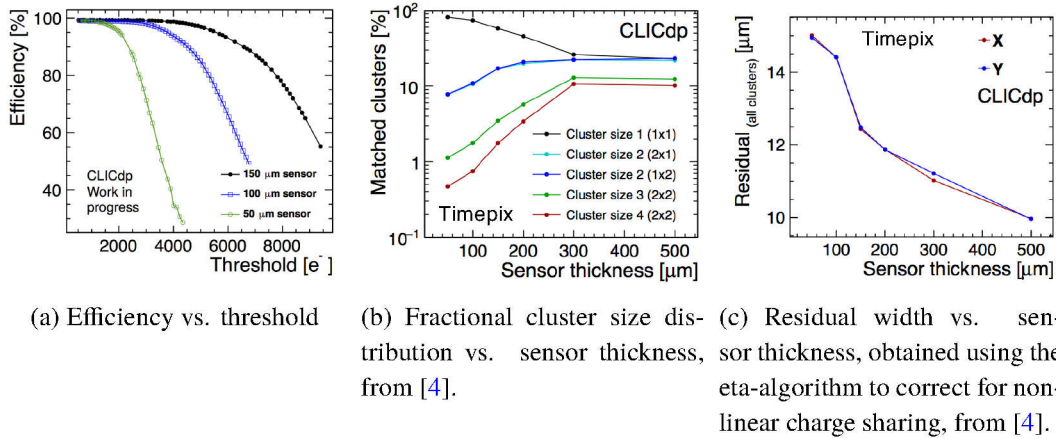 Efficiency [%]
100
80
60
40
CLICdp
Work in
progress
150 μm sensor
100 μm sensor
50 μm sensor
2000 4000 6000 8000
Threshold [e⁻]
Matched clusters [%]
10²
10
1
10⁻¹
CLICdp
Cluster size 1 (1x1)
Cluster size 2 (2x1)
Cluster size 2 (1x2)
Cluster size 3 (2x2)
Cluster size 4 (2x2)
Timepix
100 200 300 400 500
Sensor thickness [μm]
Residual (all clusters) [μm]
14
12
10
Timepix
X
Y
CLICdp
100 200 300 400 500
Sensor thickness [μm]
(a) Efficiency vs. threshold
(b) Fractional cluster size dis-
tribution vs. sensor thickness,
from [4].
(c) Residual width vs. sen-
sor thickness, obtained using the
eta-algorithm to correct for non-
linear charge sharing, from [4].